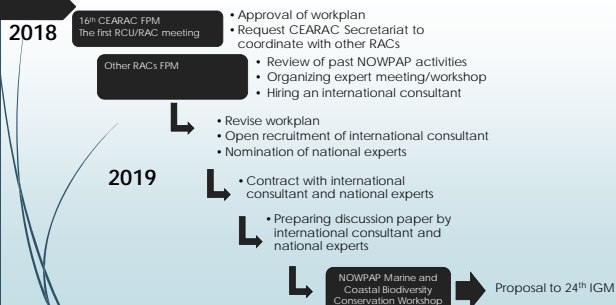 2018
16th CEARAC FPM
The first RCU/RAC meeting
• Approval of workplan
• Request CEARAC Secretariat to
coordinate with other RACs
Other RACs FPM
• Review of past NOWPAP activities
• Organizing expert meeting/workshop
• Hiring an international consultant
• Revise workplan
• Open recruitment of international consultant
• Nomination of national experts
2019
• Contract with international
consultant and national experts
• Preparing discussion paper by
international consultant and
national experts
NOWPAP Marine and
Coastal Biodiversity
Conservation Workshop
Proposal to 24th IGM